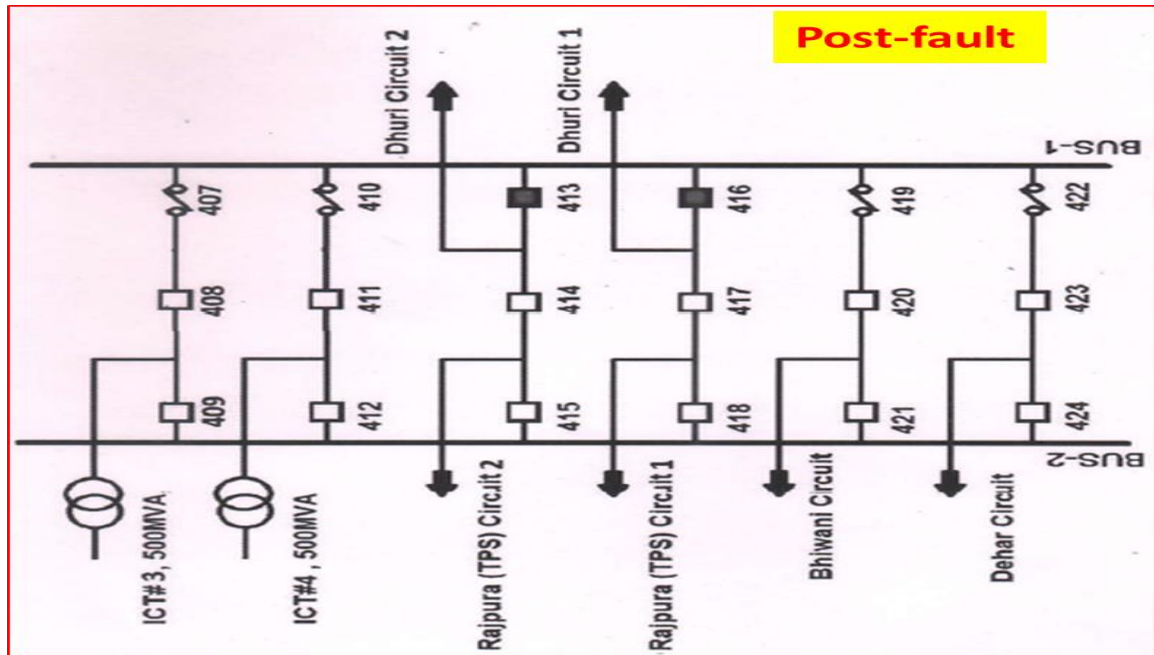 Post-fault
Dhuri Circuit 2
Dhuri Circuit 1
BUS-1
407
410
413
416
419
422
408
411
414
417
420
423
409
412
415
418
421
424
BUS-2
ICT#3, 500MVA
ICT#4 , 500MVA
Rajpura (TPS) Circuit 2
Rajpura (TPS) Circuit 1
Bhiwani Circuit
Dehar Circuit